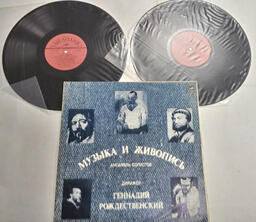 МУЗЫКА И ЖИВОПИСЬ
АНСАМБЛЬ СОЛИСТОВ
ДИРИЖЕР
ГЕННАДИЙ
РОЖДЕСТВЕНСКИЙ